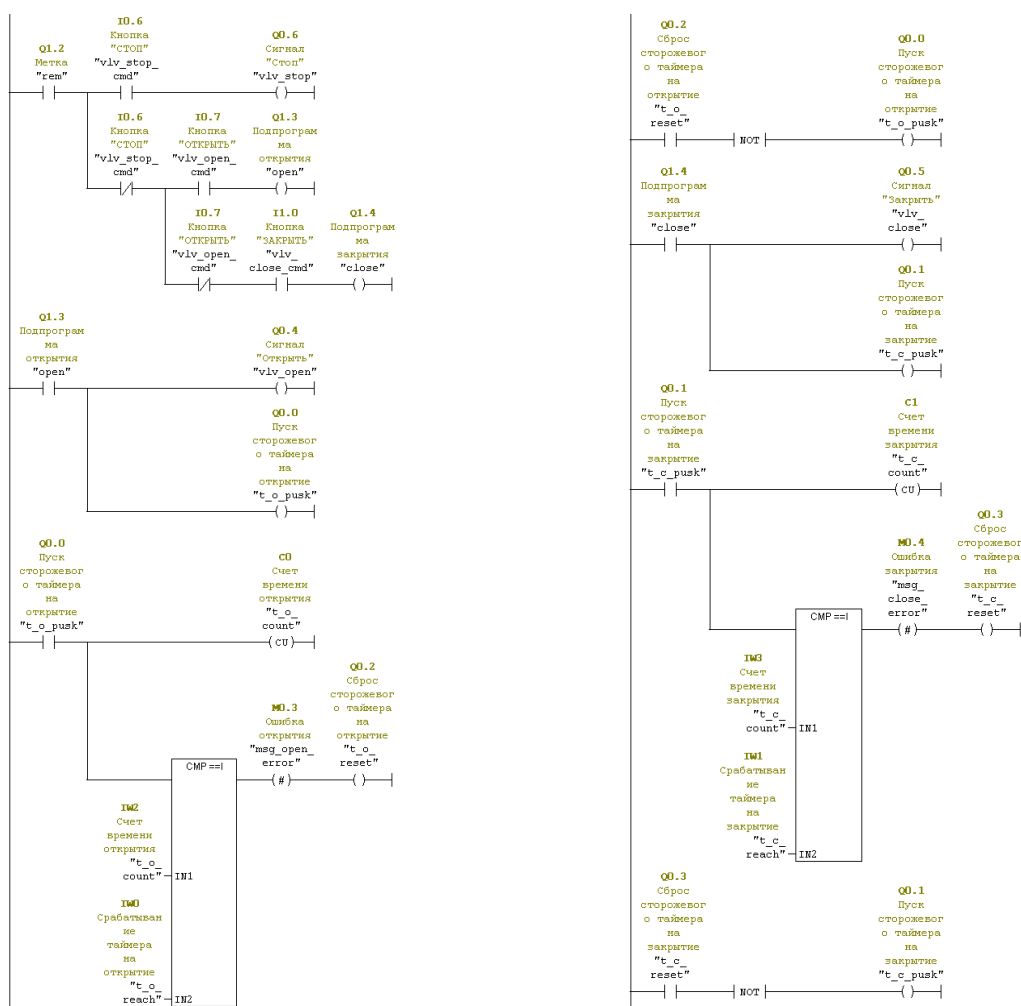 I0.6
Кнопка
"СТОП"
Q1.2
Метка
"rem"
"vlv_stop_
cmd"
Q0.6
Сигнал
"Стоп"
"vlv_stop"
I0.6
Кнопка
"СТОП"
"vlv_stop_
cmd"
I0.7
Кнопка
"ОТКРЫТЬ"
"vlv_open_
cmd"
Q1.3
Подпрограм
ма
открытия
"open"
I0.7
Кнопка
"ОТКРЫТЬ"
"vlv_open_
cmd"
I1.0
Кнопка
"ЗАКРЫТЬ"
"vlv_
close_cmd"
Q1.4
Подпрограм
ма
закрытия
"close"
Q1.3
Подпрограм
ма
открытия
"open"
Q0.4
Сигнал
"Открыть"
"vlv_open"
Q0.0
Пуск
сторожевог
о таймера
на
открытие
"t_o_pusk"
Q0.0
Пуск
сторожевог
о таймера
на
открытие
"t_o_pusk"
C0
Счет
времени
открытия
"t_o_
count"
(CU)
M0.3
Ошибка
открытия
"msg_open_
error"
(#)
Q0.2
Сброс
сторожевог
о таймера
на
открытие
"t_o_
reset"
CMP ==I
IW2
Счет
времени
открытия
"t_o_
count"
IN1
IW0
Срабатыван
ие
таймера
на
открытие
"t_o_
reach"
IN2
Q0.2
Сброс
сторожевог
о таймера
на
открытие
"t_o_
reset"
NOT
Q0.0
Пуск
сторожевог
о таймера
на
открытие
"t_o_pusk"
Q1.4
Подпрограм
ма
закрытия
"close"
Q0.5
Сигнал
"Закрыть"
"vlv_
close"
Q0.1
Пуск
сторожевог
о таймера
на
закрытие
"t_c_pusk"
Q0.1
Пуск
сторожевог
о таймера
на
закрытие
"t_c_pusk"
C1
Счет
времени
закрытия
"t_c_
count"
(CU)
M0.4
Ошибка
закрытия
"msg_
close_
error"
(#)
Q0.3
Сброс
сторожевог
о таймера
на
закрытие
"t_c_
reset"
CMP ==I
IW3
Счет
времени
закрытия
"t_c_
count"
IN1
IW1
Срабатыван
ие
таймера
на
закрытие
"t_c_
reach"
IN2
Q0.3
Сброс
сторожевог
о таймера
на
закрытие
"t_c_
reset"
NOT
Q0.1
Пуск
сторожевог
о таймера
на
закрытие
"t_c_pusk"